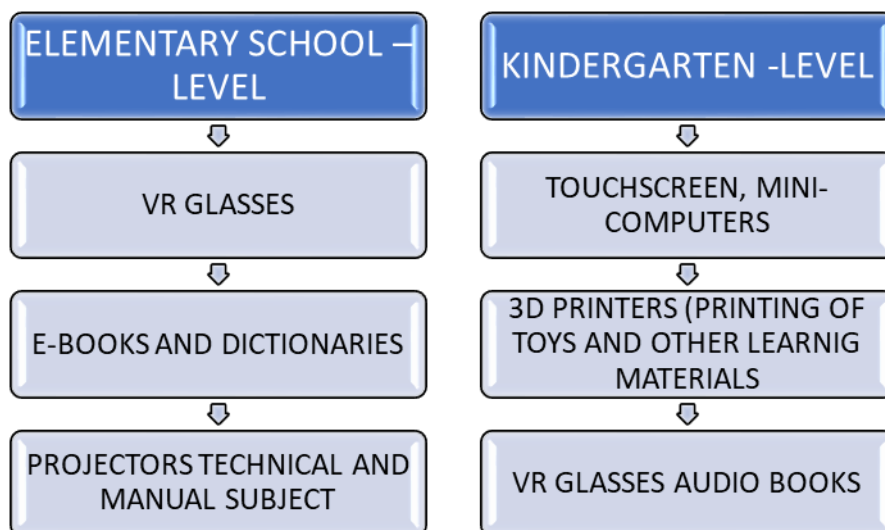 ELEMENTARY SCHOOL –
LEVEL
VR GLASSES
E-BOOKS AND DICTIONARIES
PROJECTORS TECHNICAL AND
MANUAL SUBJECT
KINDERGARTEN -LEVEL
TOUCHSCREEN, MINI-
COMPUTERS
3D PRINTERS (PRINTING OF
TOYS AND OTHER LEARNIG
MATERIALS
VR GLASSES AUDIO BOOKS